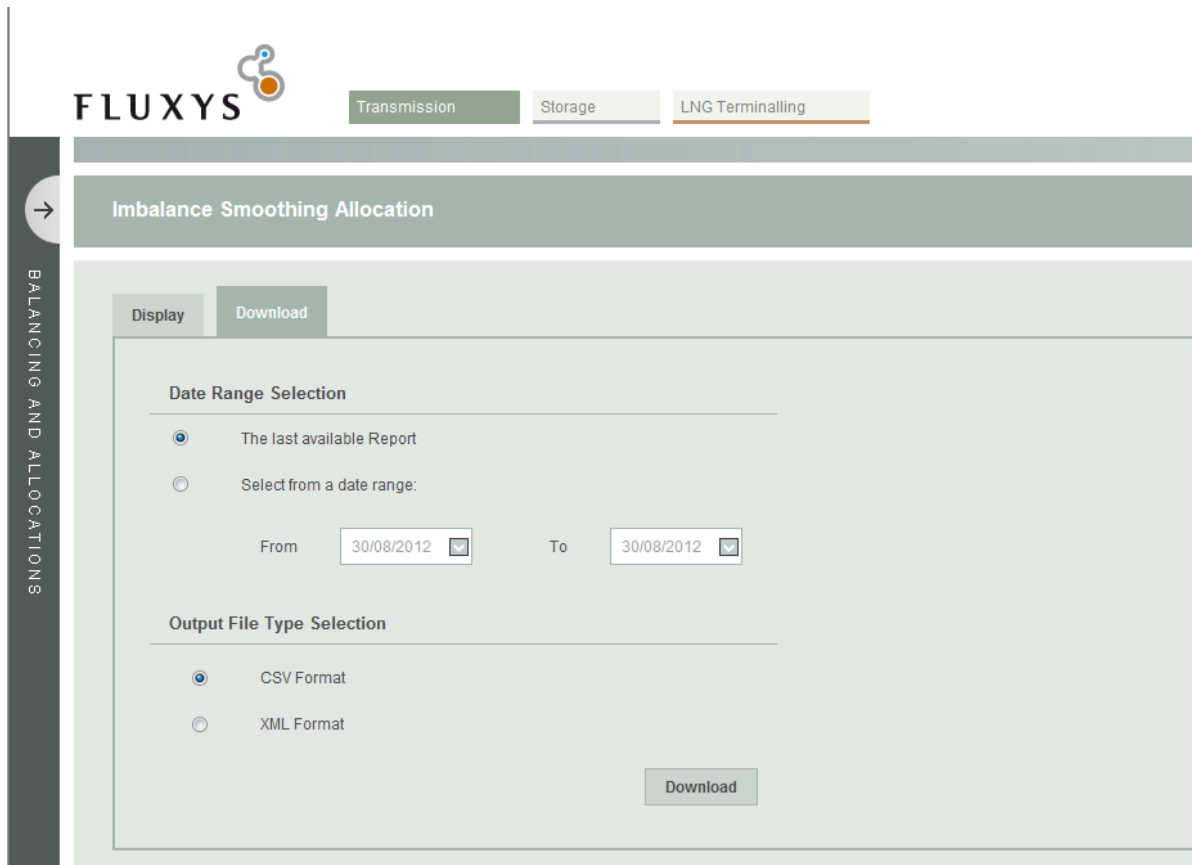 FLUXYS
Transmission
Storage
LNG Terminalling
Imbalance Smoothing Allocation
BALANCING AND ALLOCATIONS
Display
Download
Date Range Selection
The last available Report
Select from a date range:
From 30/08/2012 To 30/08/2012
Output File Type Selection
CSV Format
XML Format
Download